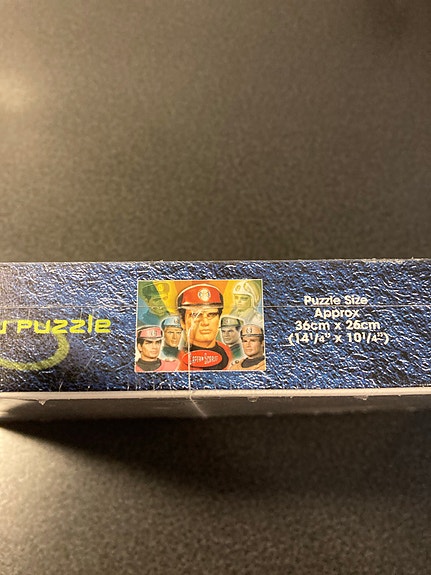 Puzzle
Puzzle Size
Approx
36cm x 26cm
(14¹/₄" x 10¹/₄")